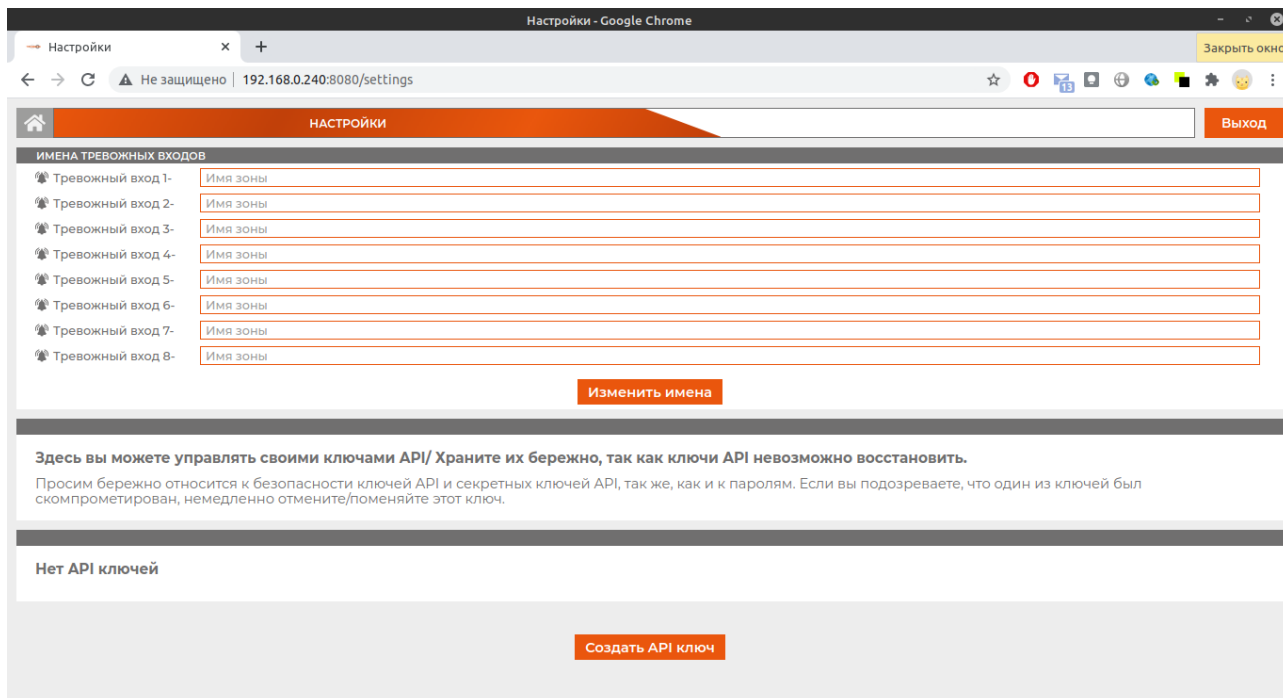 Настройки - Google Chrome
Настройки
Закрыть окно
Не защищено | 192.168.0.240:8080/settings
13
НАСТРОЙКИ
Выход
ИМЕНА ТРЕВОЖНЫХ ВХОДОВ
Тревожный вход 1- Имя зоны
Тревожный вход 2- Имя зоны
Тревожный вход 3- Имя зоны
Тревожный вход 4- Имя зоны
Тревожный вход 5- Имя зоны
Тревожный вход 6- Имя зоны
Тревожный вход 7- Имя зоны
Тревожный вход 8- Имя зоны
Изменить имена
Здесь вы можете управлять своими ключами API/ Храните их бережно, так как ключи API невозможно восстановить.
Просим бережно относится к безопасности ключей API и секретных ключей API, так же, как и к паролям. Если вы подозреваете, что один из ключей был
скомпрометирован, немедленно отмените/поменяйте этот ключ.
Нет API ключей
Создать API ключ